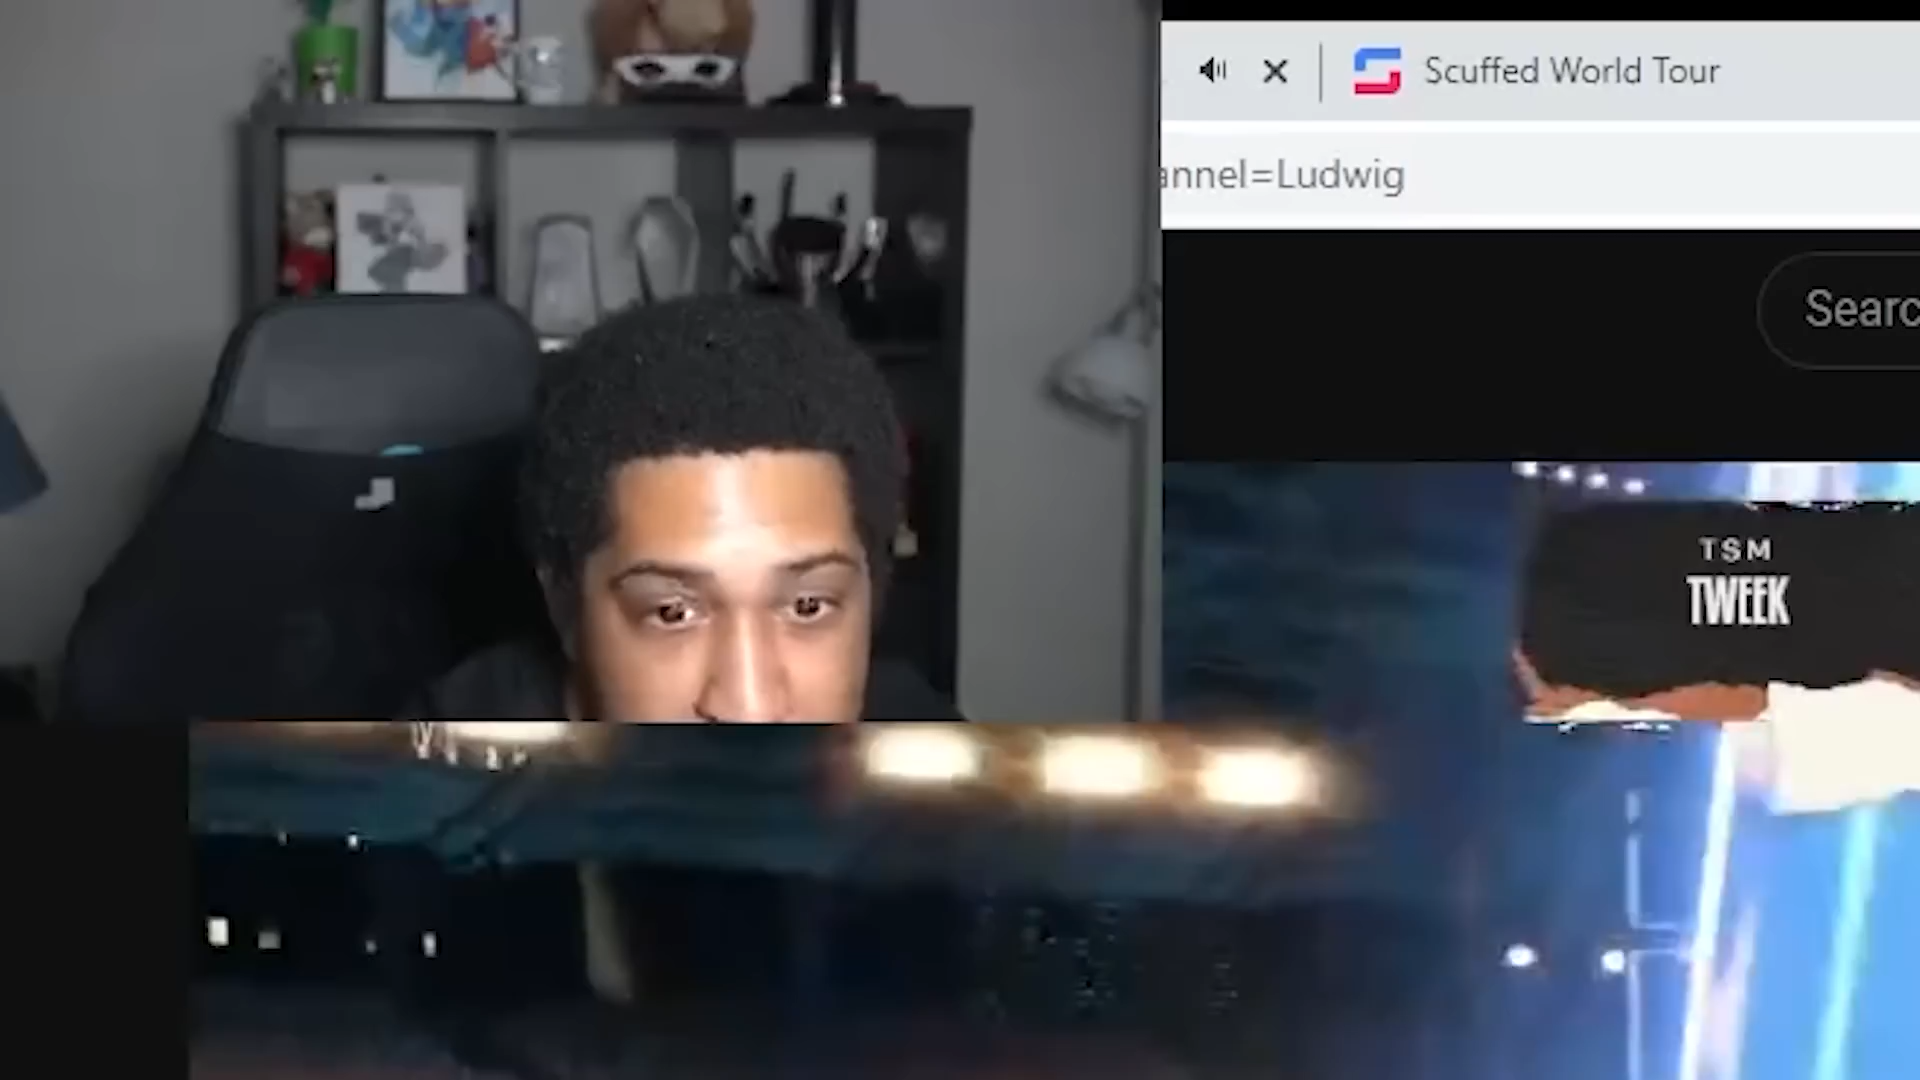 Scuffed World Tour
annel=Ludwig
Searc
TSM
TWEEK